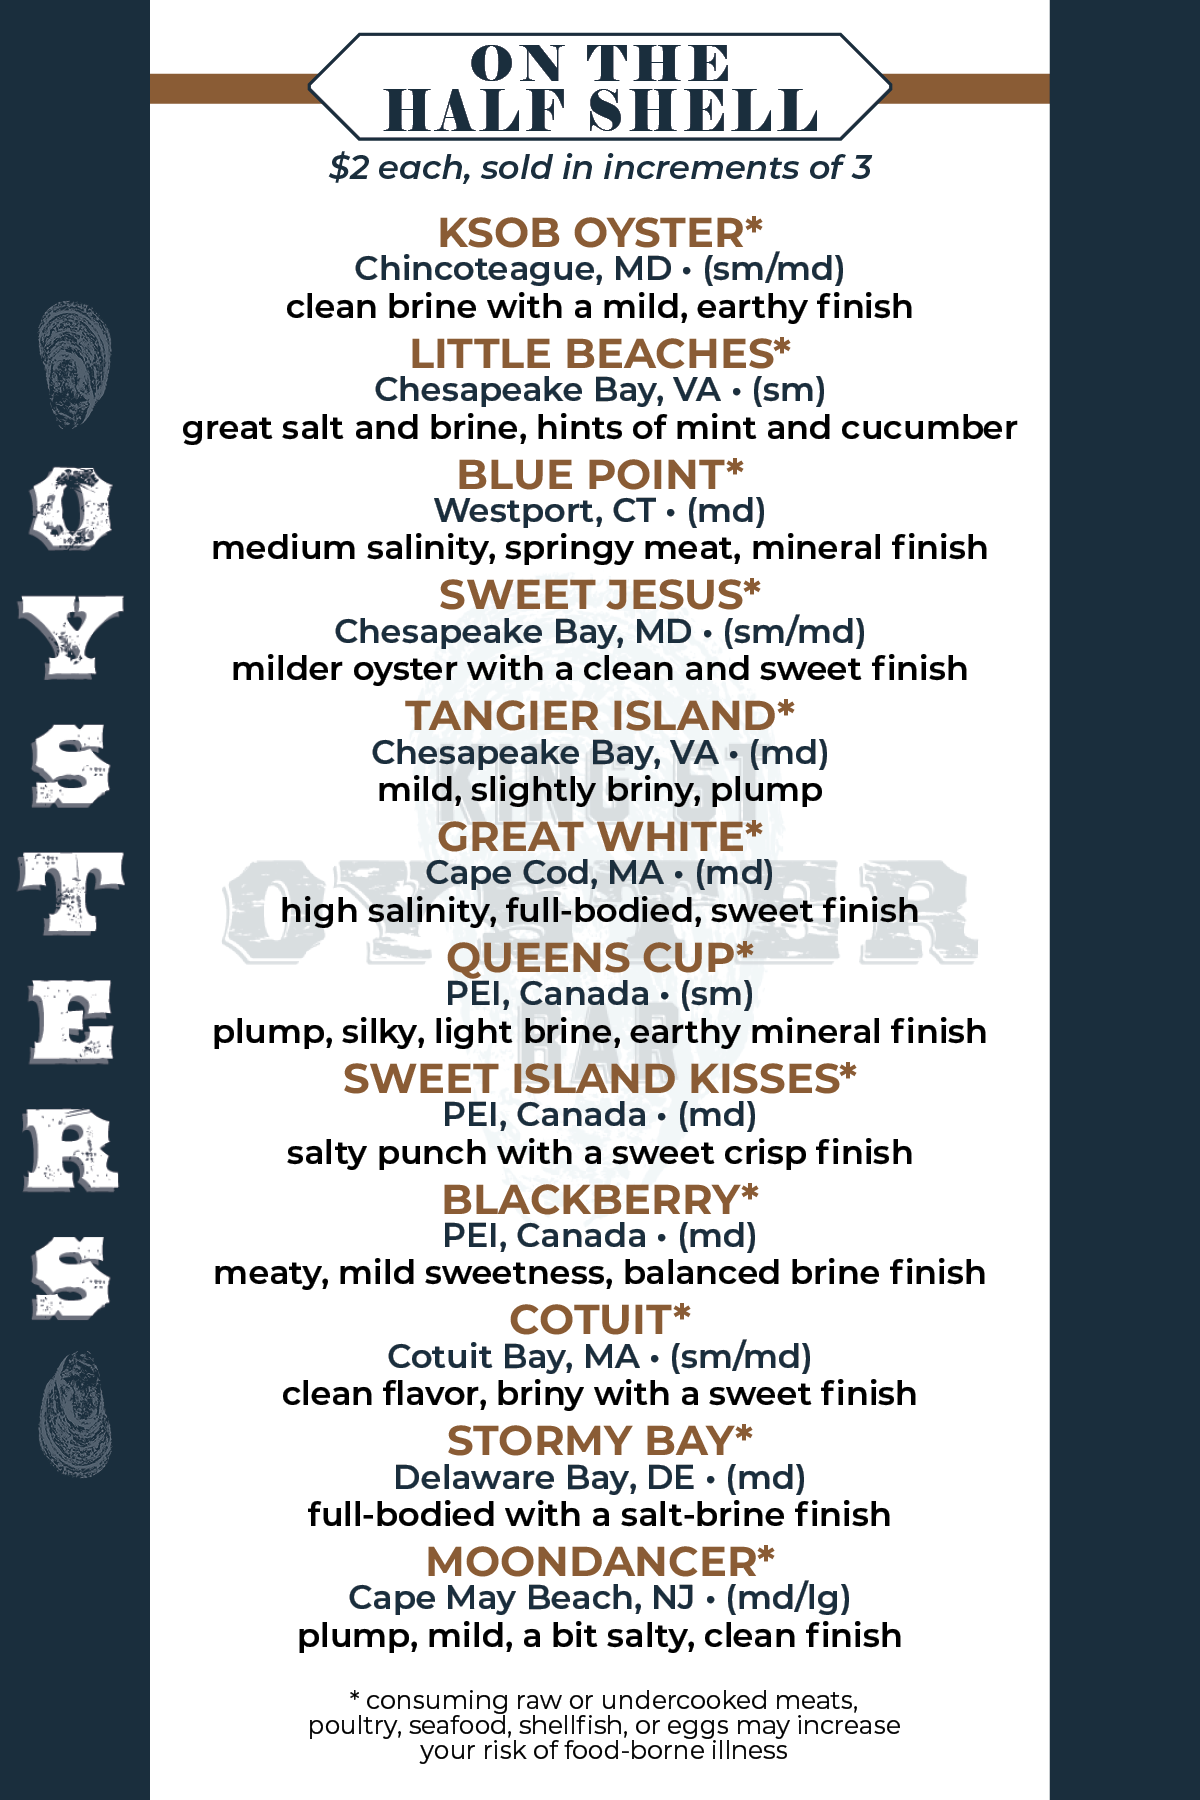 ON THE
HALF SHELL
$2 each, sold in increments of 3
KSOB OYSTER*
Chincoteague, MD • (sm/md)
clean brine with a mild, earthy finish
LITTLE BEACHES*
Chesapeake Bay, VA • (sm)
great salt and brine, hints of mint and cucumber
BLUE POINT*
Westport, CT • (md)
medium salinity, springy meat, mineral finish
SWEET JESUS*
Chesapeake Bay, MD • (sm/md)
milder oyster with a clean and sweet finish
TANGIER ISLAND*
Chesapeake Bay, VA • (md)
mild, slightly briny, plump
GREAT WHITE*
Cape Cod, MA • (md)
high salinity, full-bodied, sweet finish
QUEENS CUP*
PEI, Canada • (sm)
plump, silky, light brine, earthy mineral finish
SWEET ISLAND KISSES*
PEI, Canada • (md)
salty punch with a sweet crisp finish
BLACKBERRY*
PEI, Canada • (md)
meaty, mild sweetness, balanced brine finish
COTUIT*
Cotuit Bay, MA • (sm/md)
clean flavor, briny with a sweet finish
STORMY BAY*
Delaware Bay, DE • (md)
full-bodied with a salt-brine finish
MOONDANCER*
Cape May Beach, NJ • (md/lg)
plump, mild, a bit salty, clean finish
* consuming raw or undercooked meats,
poultry, seafood, shellfish, or eggs may increase
your risk of food-borne illness
OYSTERS
KING ST
OYSTER
BAR